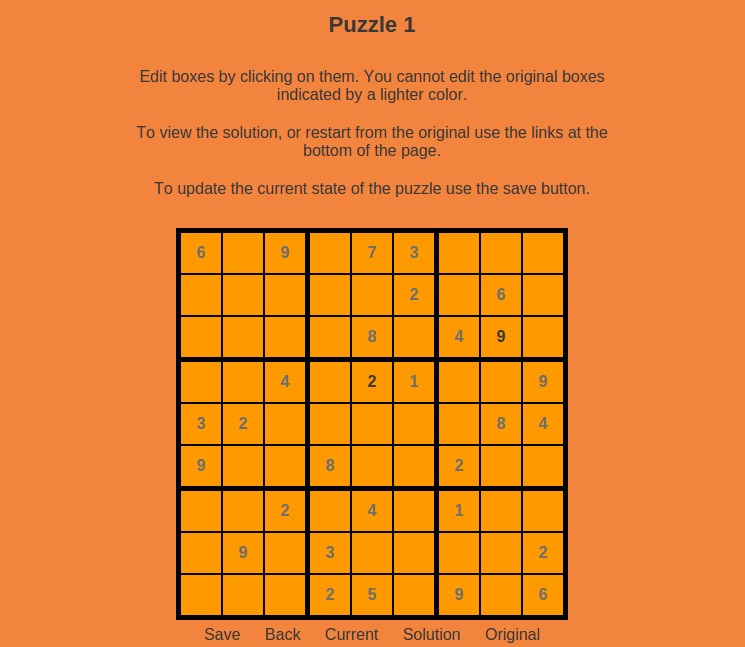 Puzzle 1
Edit boxes by clicking on them. You cannot edit the original boxes
indicated by a lighter color.
To view the solution, or restart from the original use the links at the
bottom of the page.
To update the current state of the puzzle use the save button.
6 9 7 3
2 6
8 4 9
4 2 1 9
3 2 8 4
9 8 2
2 4 1
9 3 2
2 5 9 6
Save Back Current Solution Original